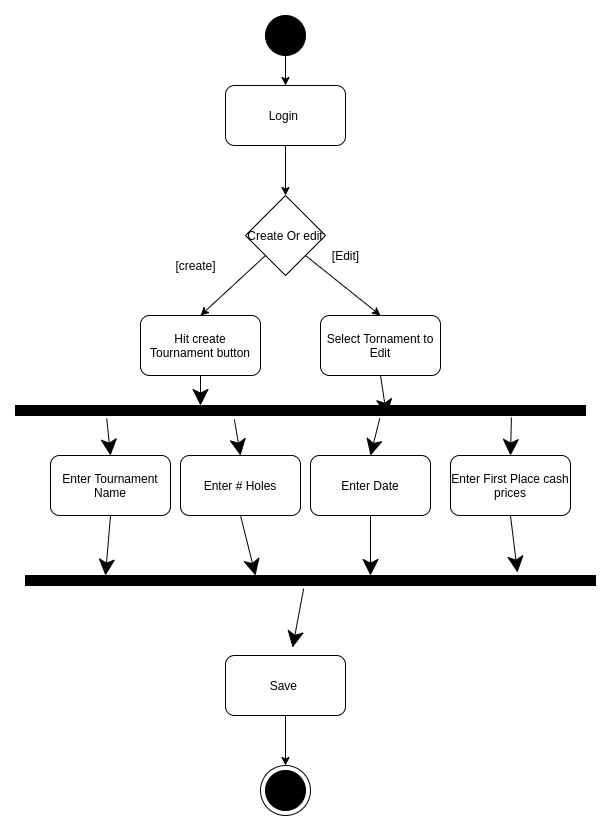 Login
Create Or edit
[create]
[Edit]
Hit create
Tournament button
Select Tornament to
Edit
Enter Tournament
Name
Enter # Holes
Enter Date
Enter First Place cash
prices
Save